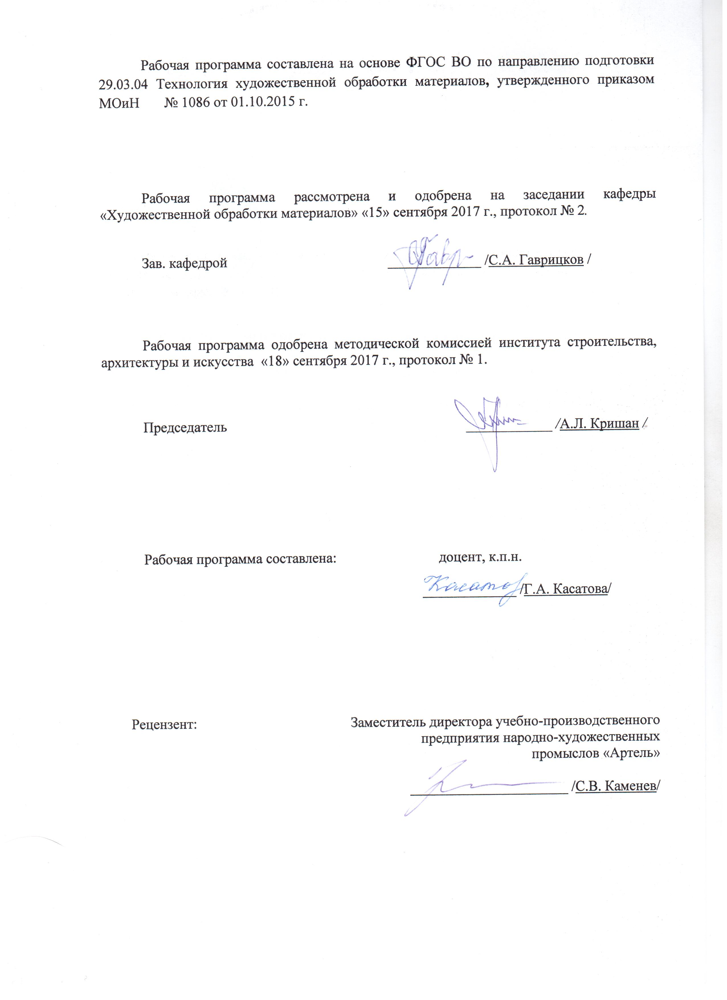 Рабочая программа составлена на основе ФГОС ВО по направлению подготовки
29.03.04 Технология художественной обработки материалов, утвержденного приказом
МОиН № 1086 от 01.10.2015 г.
Рабочая программа рассмотрена и одобрена на заседании кафедры
«Художественной обработки материалов» «15» сентября 2017 г., протокол № 2.
Зав. кафедрой Гавр /С.А. Гаврицков /
Рабочая программа одобрена методической комиссией института строительства,
архитектуры и искусства «18» сентября 2017 г., протокол № 1.
Председатель /А.Л. Кришан /
Рабочая программа составлена: доцент, к.п.н.
Касатов /Г.А. Касатова/
Рецензент: Заместитель директора учебно-производственного
предприятия народно-художественных
промыслов «Артель»
/С.В. Каменев/